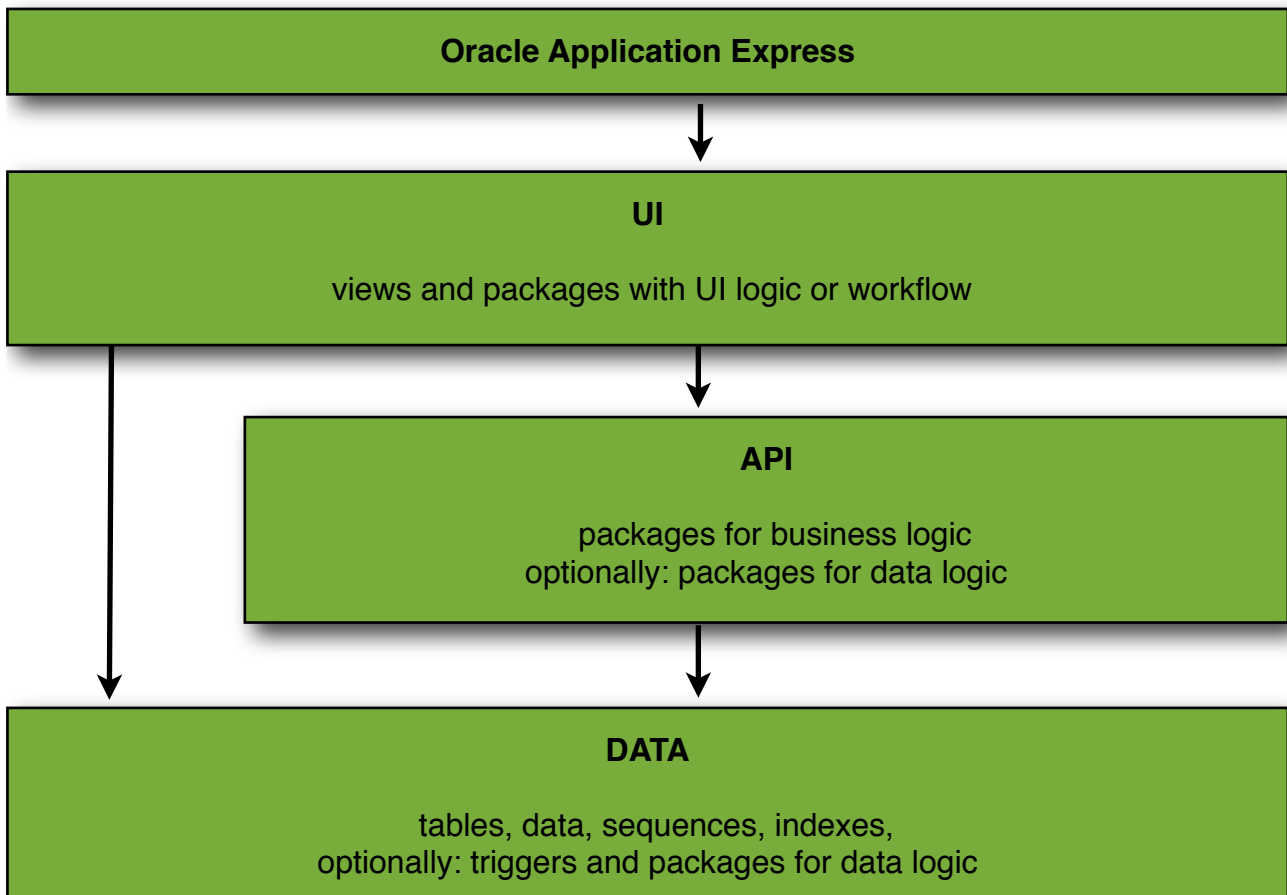 Oracle Application Express
UI
views and packages with UI logic or workflow
API
packages for business logic
optionally: packages for data logic
DATA
tables, data, sequences, indexes,
optionally: triggers and packages for data logic